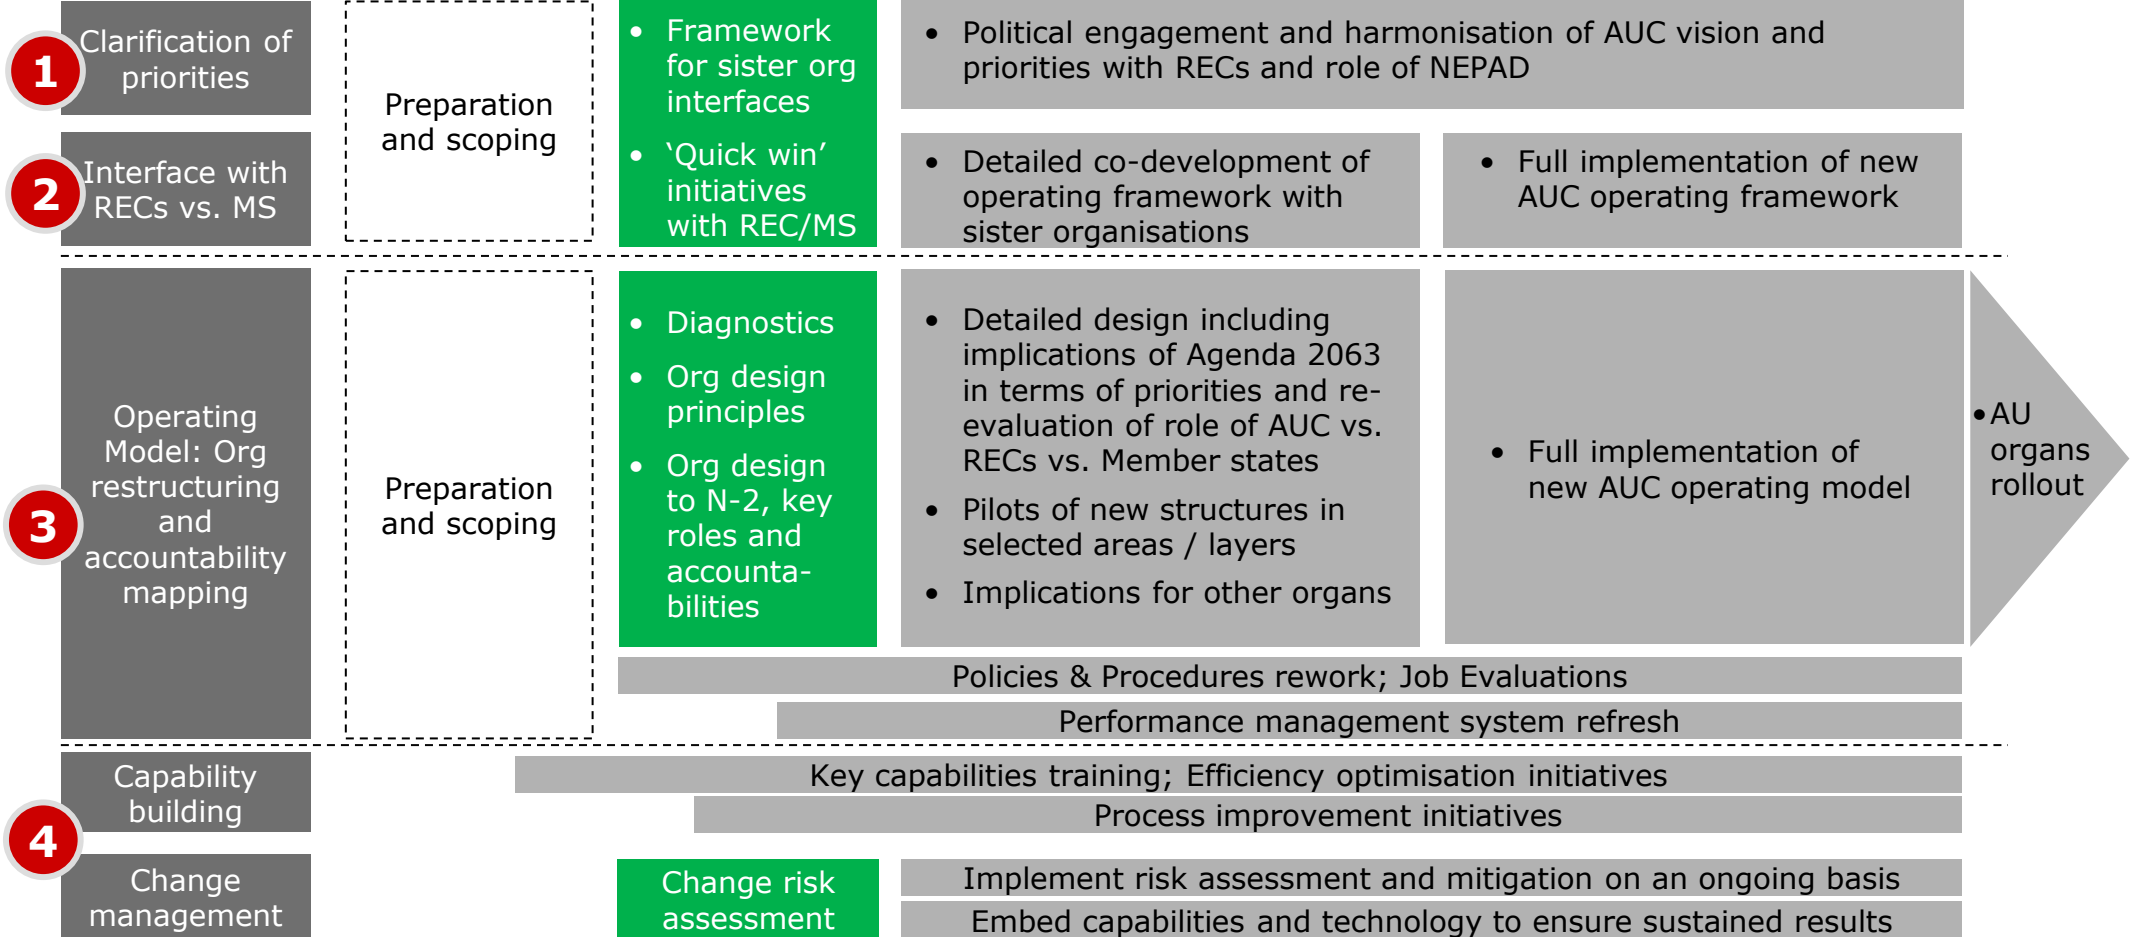 1
Clarification of
priorities
2
Interface with
RECs vs. MS
Preparation
and scoping
• Framework
for sister org
interfaces
• ‘Quick win’
initiatives
with REC/MS
• Political engagement and harmonisation of AUC vision and
priorities with RECs and role of NEPAD
• Detailed co-development of
operating framework with
sister organisations
• Full implementation of new
AUC operating framework
3
Operating
Model: Org
restructuring
and
accountability
mapping
Preparation
and scoping
• Diagnostics
• Org design
principles
• Org design
to N-2, key
roles and
accounta-
bilities
• Detailed design including
implications of Agenda 2063
in terms of priorities and re-
evaluation of role of AUC vs.
RECs vs. Member states
• Pilots of new structures in
selected areas / layers
• Implications for other organs
• Full implementation of
new AUC operating model
• AU
organs
rollout
Policies & Procedures rework; Job Evaluations
Performance management system refresh
4
Capability
building
Key capabilities training; Efficiency optimisation initiatives
Process improvement initiatives
Change
management
Change risk
assessment
Implement risk assessment and mitigation on an ongoing basis
Embed capabilities and technology to ensure sustained results